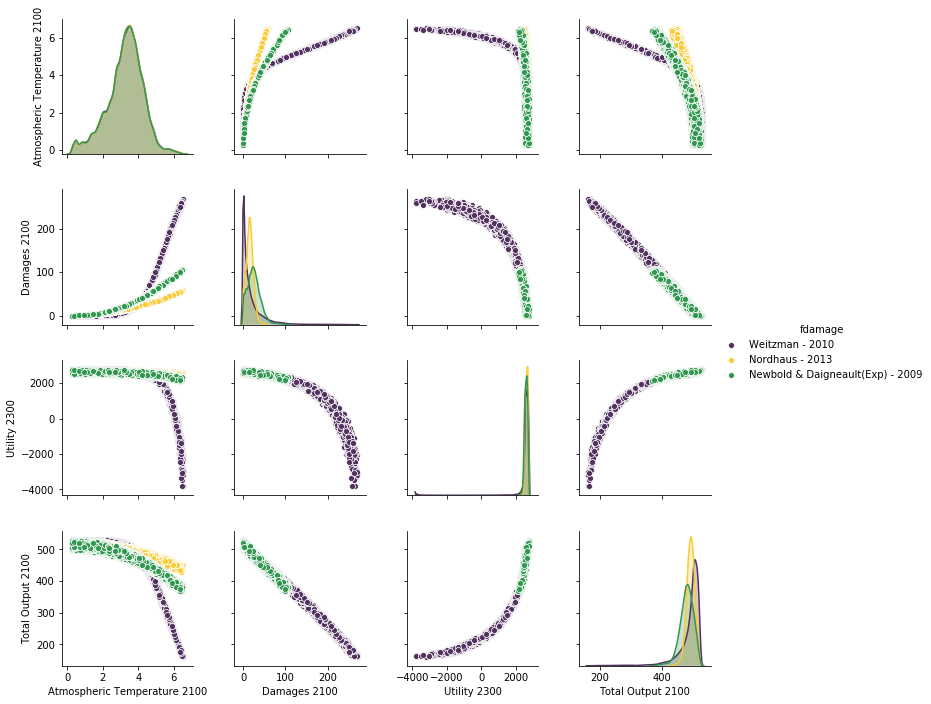 6
4
2
0
Atmospheric Temperature 2100
200
100
0
Damages 2100
fdamage
Weitzman - 2010
Nordhaus - 2013
Newbold & Daigneault(Exp) - 2009
2000
0
−2000
−4000
Utility 2300
500
400
300
200
Total Output 2100
0 2 4 6
0 100 200
−4000 −2000 0 2000
200 400
Atmospheric Temperature 2100
Damages 2100
Utility 2300
Total Output 2100